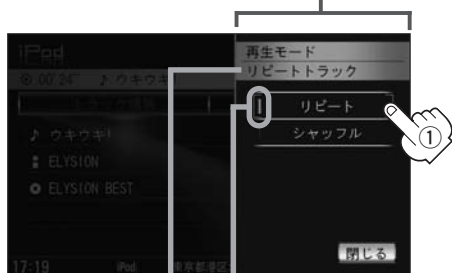 iPod
00'24" ♪ウキウキ
再生モード
リピートトラック
リピート
シャッフル
♪ ウキウキ!
ELYSION
ELYSION BEST
閉じる
17:19 iPod 東京都港区
①